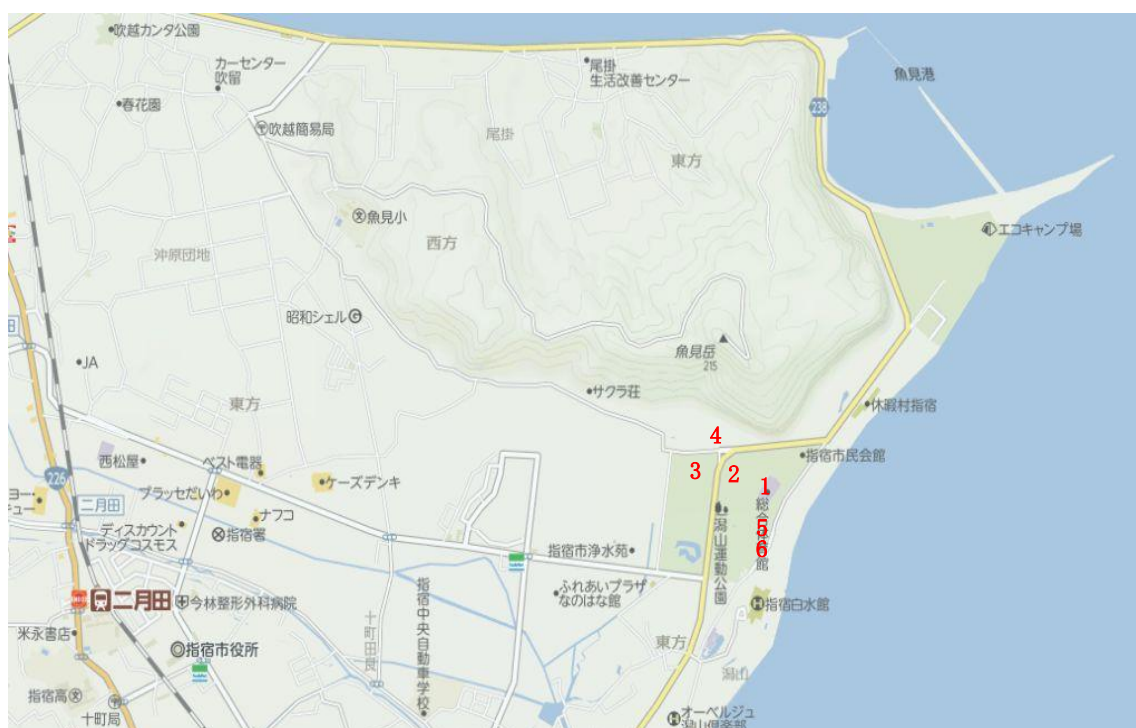 吹越カンタ公園
カーセンター
吹留
春花園
吹越簡易局
尾掛
生活改善センター
魚見港
238
尾掛
東方
魚見小
エコキャンプ場
西方
沖原団地
昭和シェル
魚見岳
215
JA
サクラ荘
東方
休暇村指宿
4
指宿市民会館
226
西松屋
ベスト電器
ケーズデンキ
3
2
1
プラッセだいわ
二月田
ナフコ
ディスカウント
ドラッグコスモス
指宿署
潟山運動公園
5
6
指宿市浄水苑
ふれあいプラザ
なのはな館
二月田
今林整形外科病院
指宿中央自動車学校
十町田良
指宿白水館
米永書店
指宿市役所
東方
潟山
指宿高
十町局
オーベルジュ
潟山倶楽部